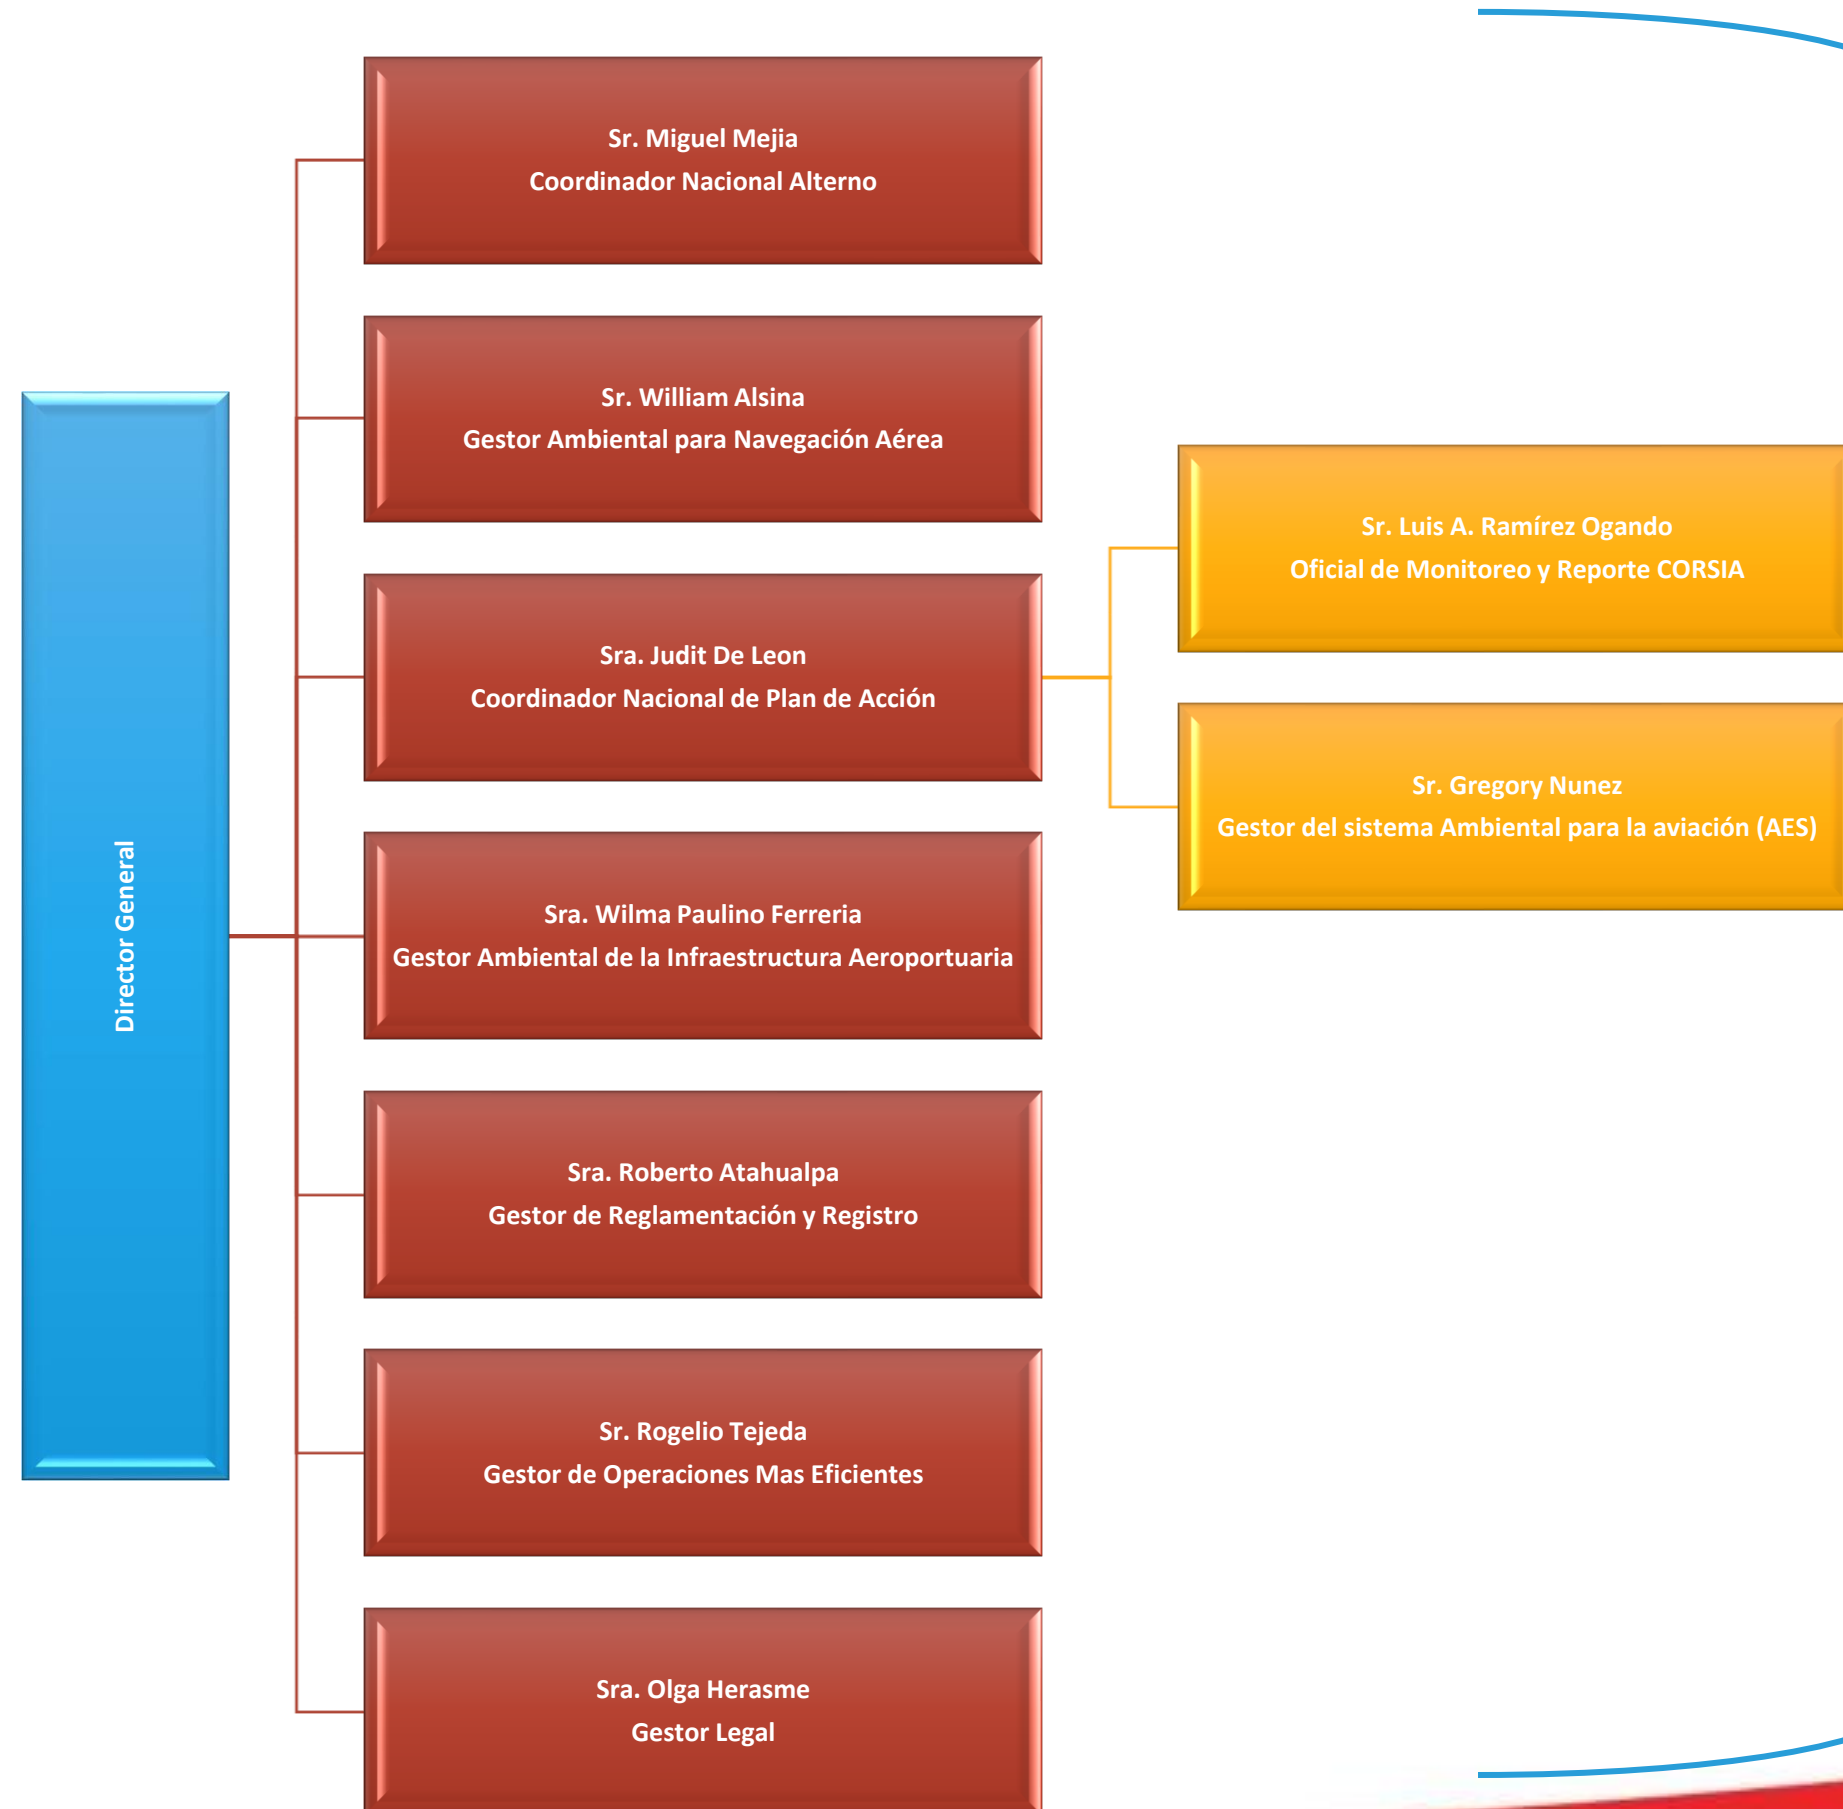 Director General
Sr. Miguel Mejia
Coordinador Nacional Alterno
Sr. William Alsina
Gestor Ambiental para Navegación Aérea
Sra. Judit De Leon
Coordinador Nacional de Plan de Acción
Sr. Luis A. Ramírez Ogando
Oficial de Monitoreo y Reporte CORSIA
Sr. Gregory Nunez
Gestor del sistema Ambiental para la aviación (AES)
Sra. Wilma Paulino Ferreria
Gestor Ambiental de la Infraestructura Aeroportuaria
Sra. Roberto Atahualpa
Gestor de Reglamentación y Registro
Sr. Rogelio Tejeda
Gestor de Operaciones Mas Eficientes
Sra. Olga Herasme
Gestor Legal